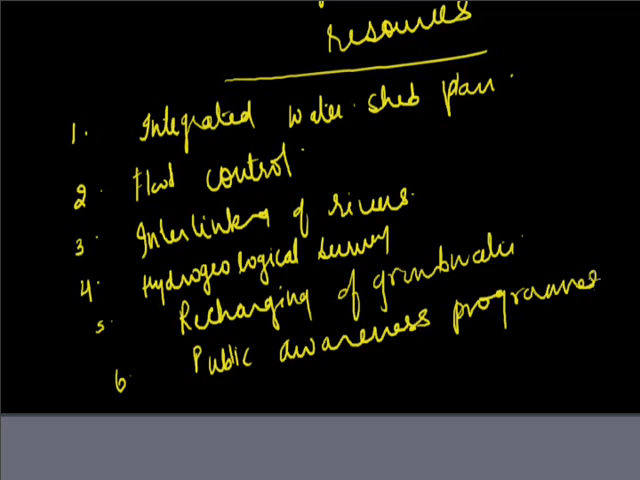 resources
1. Integrated water shed plan.
2. Flood control.
3. Interlinking of rivers.
4. Hydrogeological survey
5. Recharging of groundwater.
6. Public awareness programmes